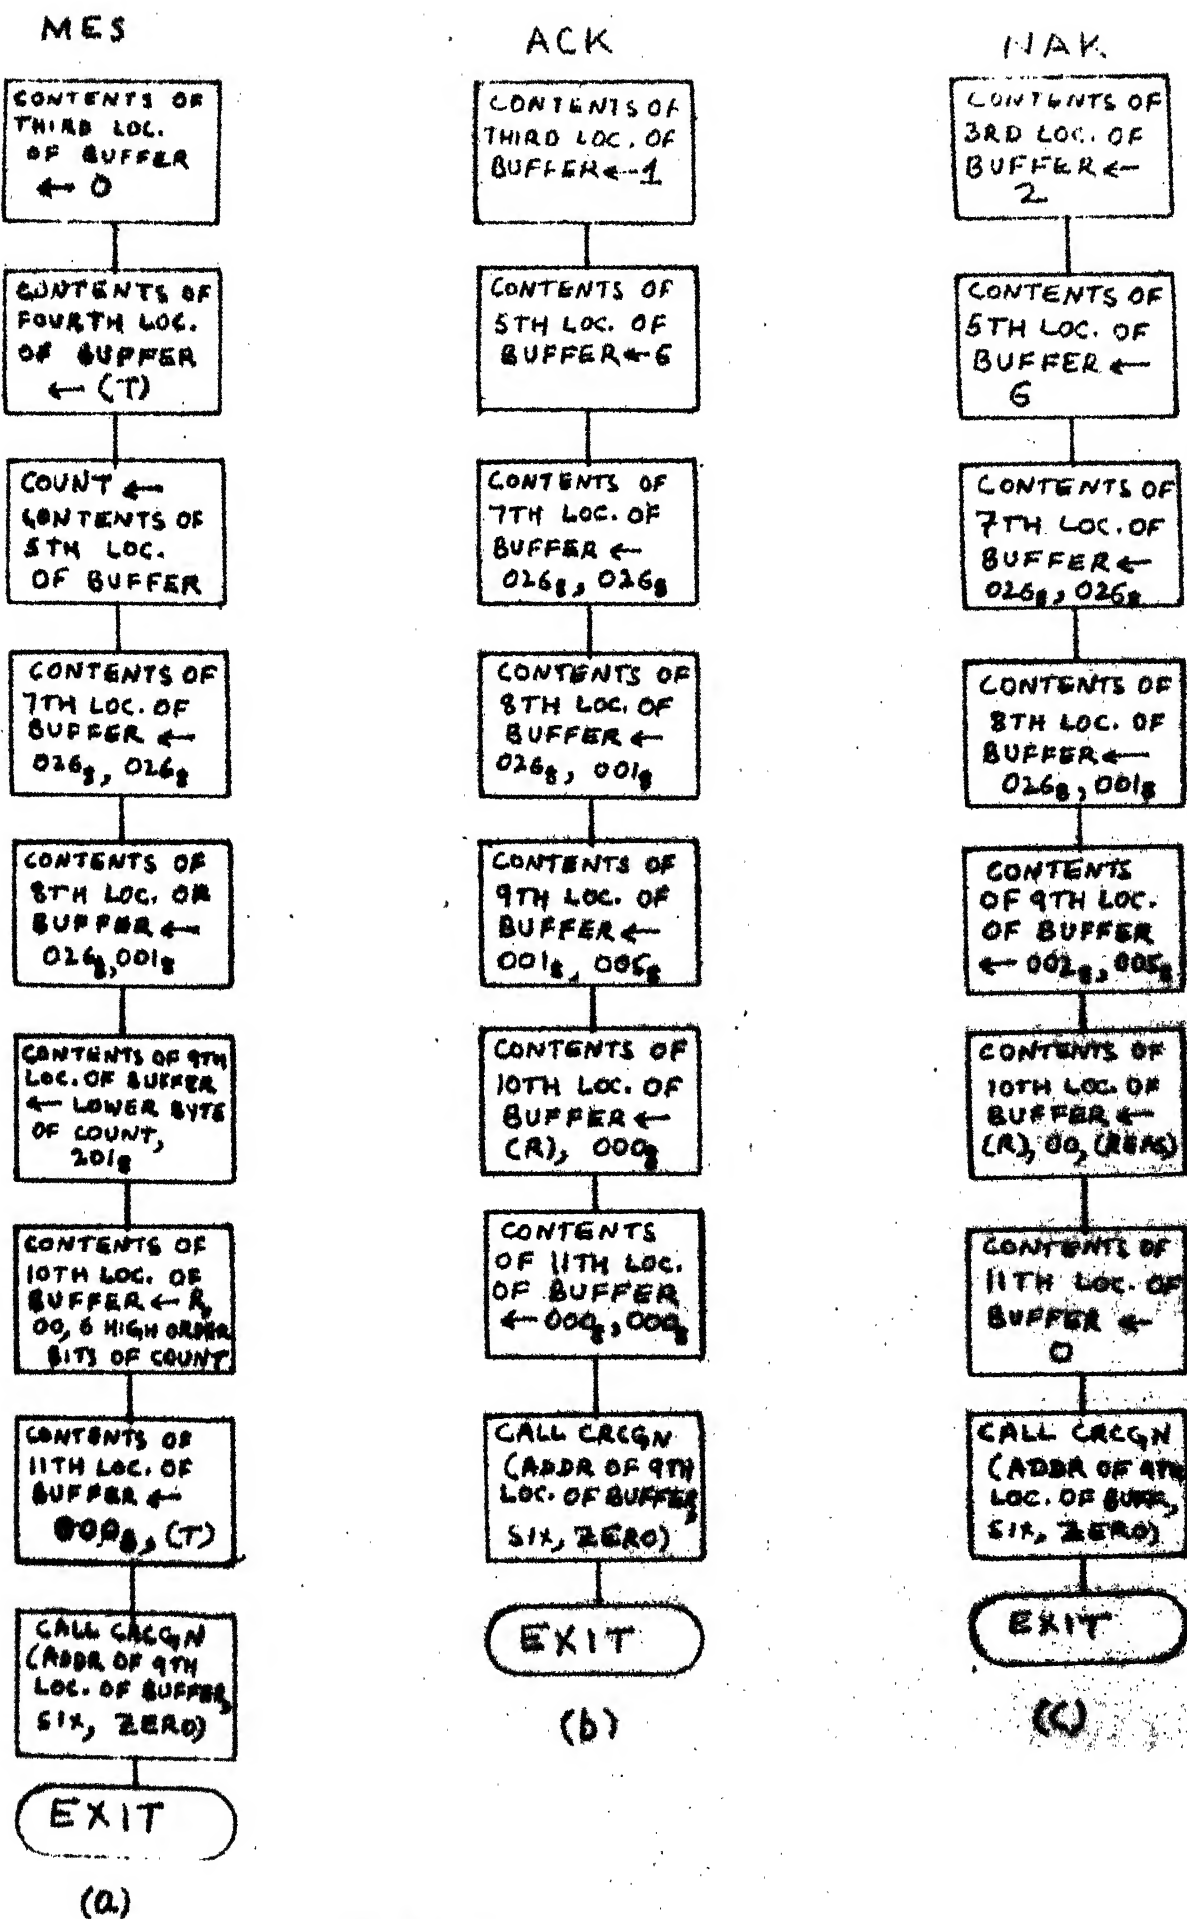 MES
CONTENTS OF
THIRD LOC.
OF BUFFER
← 0
CONTENTS OF
FOURTH LOC.
OF BUFFER
← (T)
COUNT ←
CONTENTS OF
5TH LOC.
OF BUFFER
CONTENTS OF
7TH LOC. OF
BUFFER ←
026₈, 026₈
CONTENTS OF
8TH LOC. OR
BUFFER ←
026₈, 001₈
CONTENTS OF 9TH
LOC. OF BUFFER
← LOWER BYTE
OF COUNT,
201₈
CONTENTS OF
10TH LOC. OF
BUFFER ← R,
00, 6 HIGH ORDER
BITS OF COUNT
CONTENTS OF
11TH LOC. OF
BUFFER ←
000₈, (T)
CALL CRCGN
(ADDR OF 9TH
LOC. OF BUFFER,
SIX, ZERO)
EXIT
(a)
ACK
CONTENTS OF
THIRD LOC. OF
BUFFER ← 1
CONTENTS OF
5TH LOC. OF
BUFFER ← 6
CONTENTS OF
7TH LOC. OF
BUFFER ←
026₈, 026₈
CONTENTS OF
8TH LOC. OF
BUFFER ←
026₈, 001₈
CONTENTS OF
9TH LOC. OF
BUFFER ←
001₈, 005₈
CONTENTS OF
10TH LOC. OF
BUFFER ←
(R), 000₈
CONTENTS
OF 11TH LOC.
OF BUFFER
← 000₈, 000₈
CALL CRCGN
(ADDR OF 9TH
LOC. OF BUFFER,
SIX, ZERO)
EXIT
(b)
NAK
CONTENTS OF
3RD LOC. OF
BUFFER ←
2
CONTENTS OF
5TH LOC. OF
BUFFER ←
6
CONTENTS OF
7TH LOC. OF
BUFFER ←
026₈, 026₈
CONTENTS OF
8TH LOC. OF
BUFFER ←
026₈, 001₈
CONTENTS
OF 9TH LOC.
OF BUFFER
← 002₈, 005₈
CONTENTS OF
10TH LOC. OF
BUFFER ←
(R), 00, (REAS)
CONTENTS OF
11TH LOC. OF
BUFFER ←
0
CALL CRCGN
(ADDR OF 9TH
LOC. OF BUFF,
SIX, ZERO)
EXIT
(c)